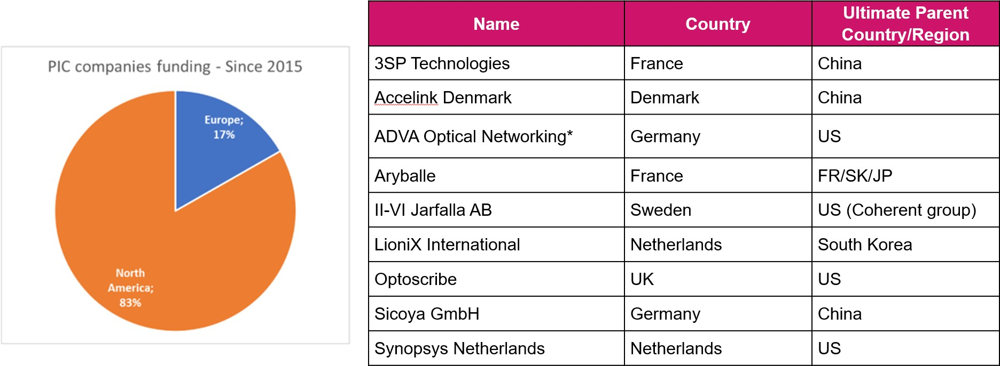 PIC companies funding - Since 2015
Europe;
17%
North
America;
83%
Name
Country
Ultimate Parent
Country/Region
3SP Technologies
France
China
Accelink Denmark
Denmark
China
ADVA Optical Networking*
Germany
US
Aryballe
France
FR/SK/JP
II-VI Jarfalla AB
Sweden
US (Coherent group)
LioniX International
Netherlands
South Korea
Optoscribe
UK
US
Sicoya GmbH
Germany
China
Synopsys Netherlands
Netherlands
US